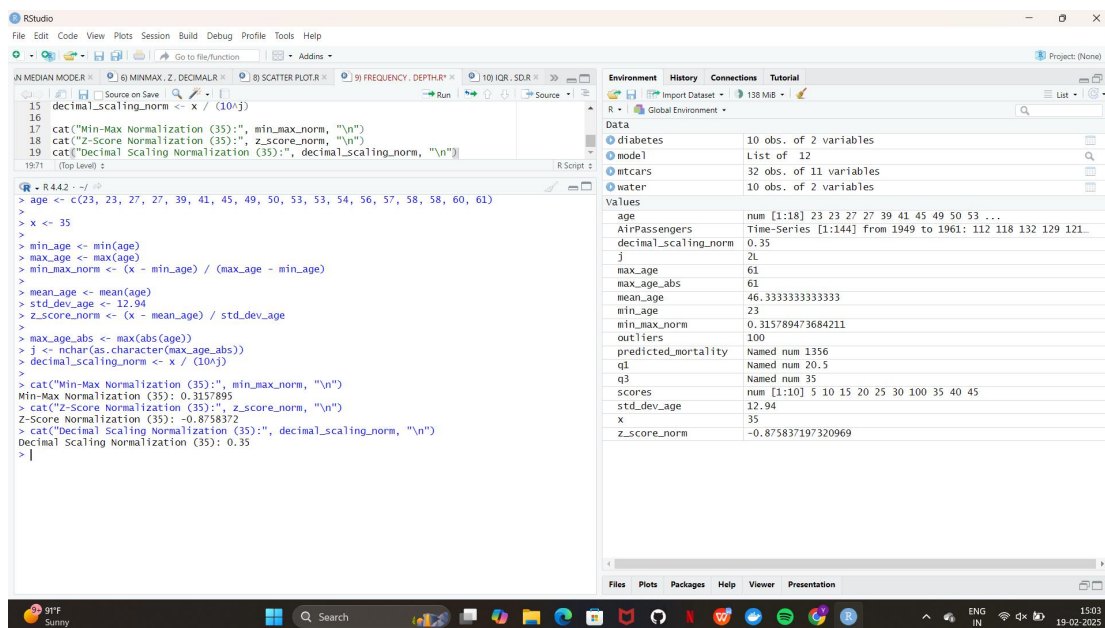 RStudio
File Edit Code View Plots Session Build Debug Profile Tools Help
Go to file/function Addins Project: (None)
AN MEDIAN MODE.R 6) MINMAX , Z , DECIMAL.R 8) SCATTER PLOT.R 9) FREQUENCY , DEPTH.R* 10) IQR , SD.R
Source on Save Run Source
15 decimal_scaling_norm <- x / (10^j)
16
17 cat("Min-Max Normalization (35):", min_max_norm, "\n")
18 cat("Z-Score Normalization (35):", z_score_norm, "\n")
19 cat("Decimal Scaling Normalization (35):", decimal_scaling_norm, "\n")
19:71 (Top Level) R Script
R 4.4.2 · ~/
> age <- c(23, 23, 27, 27, 39, 41, 45, 49, 50, 53, 53, 54, 56, 57, 58, 58, 60, 61)
>
> x <- 35
>
> min_age <- min(age)
> max_age <- max(age)
> min_max_norm <- (x - min_age) / (max_age - min_age)
>
> mean_age <- mean(age)
> std_dev_age <- 12.94
> z_score_norm <- (x - mean_age) / std_dev_age
>
> max_age_abs <- max(abs(age))
> j <- nchar(as.character(max_age_abs))
> decimal_scaling_norm <- x / (10^j)
>
> cat("Min-Max Normalization (35):", min_max_norm, "\n")
Min-Max Normalization (35): 0.3157895
> cat("Z-Score Normalization (35):", z_score_norm, "\n")
Z-Score Normalization (35): -0.8758372
> cat("Decimal Scaling Normalization (35):", decimal_scaling_norm, "\n")
Decimal Scaling Normalization (35): 0.35
>
Environment History Connections Tutorial
Import Dataset 138 MiB List
R Global Environment
Data
diabetes 10 obs. of 2 variables
model List of 12
mtcars 32 obs. of 11 variables
water 10 obs. of 2 variables
Values
age num [1:18] 23 23 27 27 39 41 45 49 50 53 ...
AirPassengers Time-Series [1:144] from 1949 to 1961: 112 118 132 129 121…
decimal_scaling_norm 0.35
j 2L
max_age 61
max_age_abs 61
mean_age 46.3333333333333
min_age 23
min_max_norm 0.315789473684211
outliers 100
predicted_mortality Named num 1356
q1 Named num 20.5
q3 Named num 35
scores num [1:10] 5 10 15 20 25 30 100 35 40 45
std_dev_age 12.94
x 35
z_score_norm -0.875837197320969
Files Plots Packages Help Viewer Presentation
9+ 91°F
Sunny
Search
ENG
IN
15:03
19-02-2025